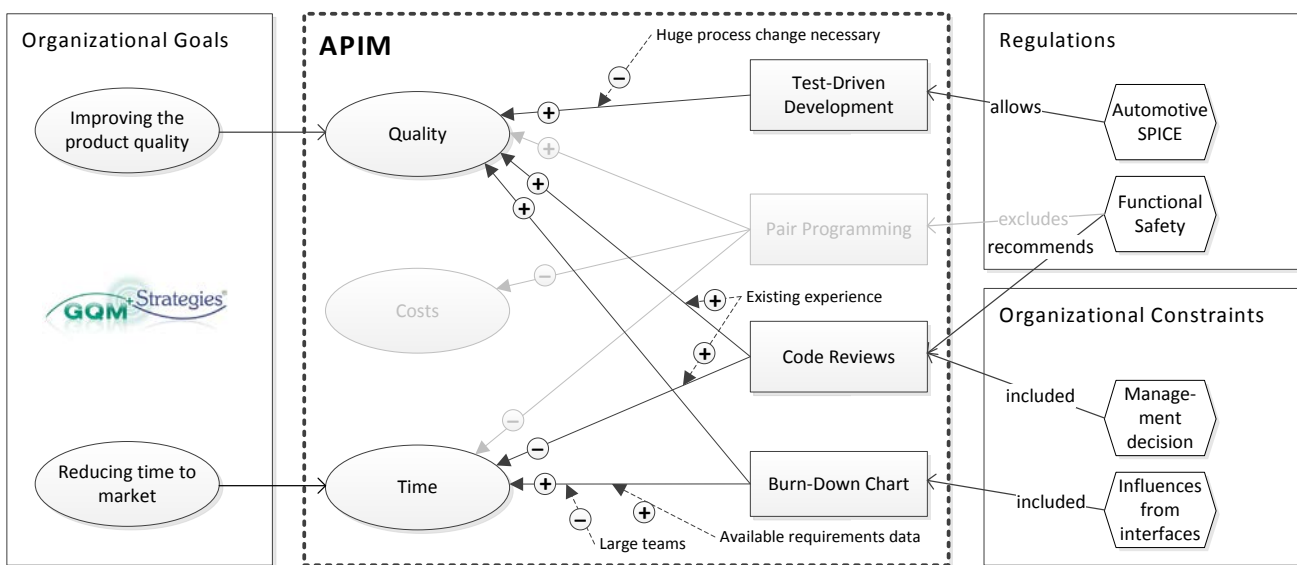 Organizational Goals
Improving the
product quality
GQM+Strategies®
Reducing time to
market
APIM
Huge process change necessary
−
+
Quality
Test-Driven
Development
+
+
+
Pair Programming
−
Costs
Existing experience
+
+
Code Reviews
−
−
Time
+
−
+
Large teams
Available requirements data
Burn-Down Chart
Regulations
allows
Automotive
SPICE
excludes
recommends
Functional
Safety
Organizational Constraints
included
Manage-
ment
decision
included
Influences
from
interfaces